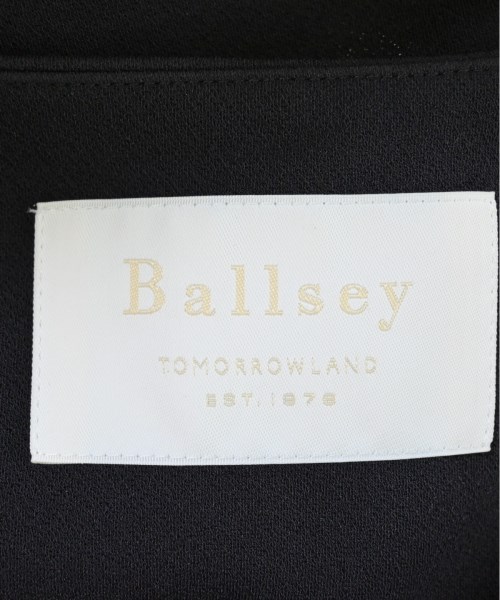 Ballsey
TOMORROWLAND
EST. 1978